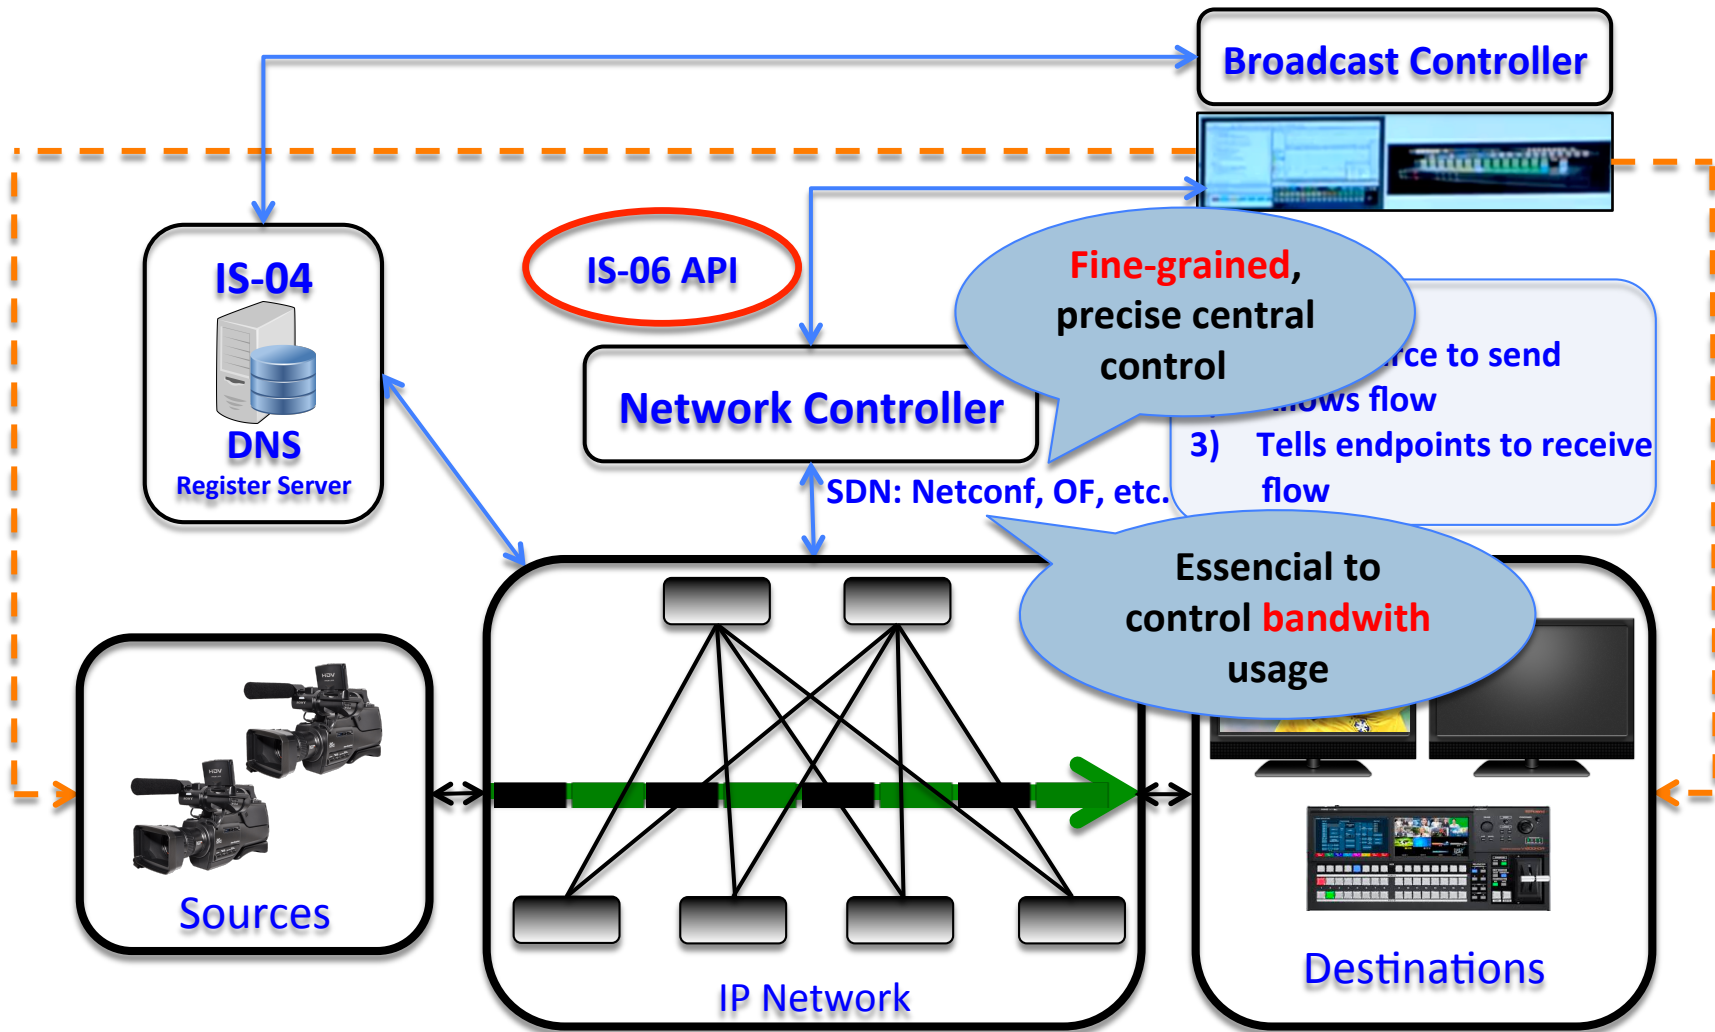 Broadcast Controller
IS-04
DNS
Register Server
IS-06 API
Fine-grained,
precise central
control
Network Controller
to send
flow
3) Tells endpoints to receive
flow
SDN: Netconf, OF, etc.
Essencial to
control bandwith
usage
Sources
IP Network
Destinations